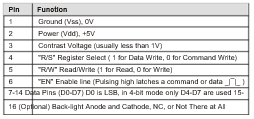 Pin Function
1 Ground (Vss), 0V
2 Power (Vdd), +5V
3 Contrast Voltage (usually less than 1V)
4 "R/S" Register Select ( 1 for Data Write, 0 for Command Write)
5 "R/W" Read/Write (1 for Read, 0 for Write)
6 "EN" Enable line (Pulsing high latches a command or data _|¯|_ )
7-14 Data Pins (D0-D7) D0 is LSB, in 4-bit mode only D4-D7 are used 15-
16 (Optional) Back-light Anode and Cathode, NC, or Not There at All